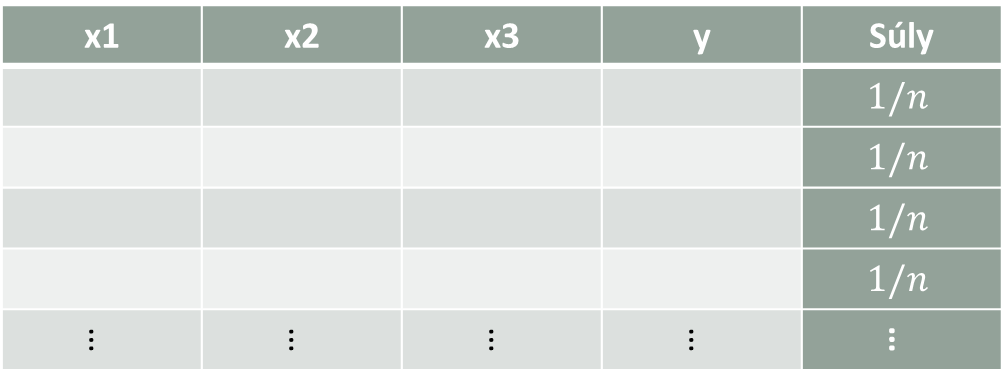 x1 x2 x3 y Súly
1/n
1/n
1/n
1/n
⋮ ⋮ ⋮ ⋮ ⋮